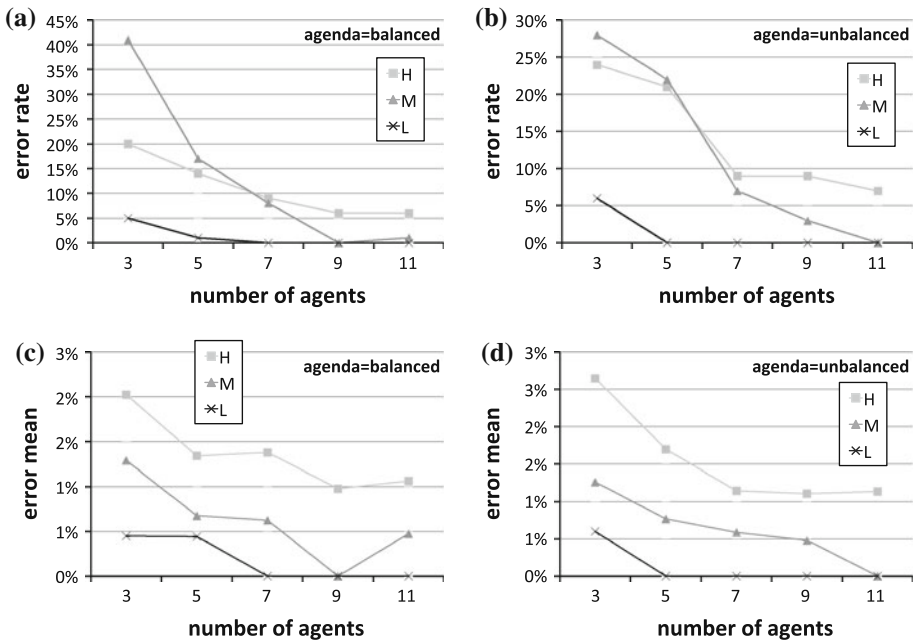 (a)
45%
40%
35%
30%
25%
20%
15%
10%
5%
0%
error rate
agenda=balanced
H
M
L
3 5 7 9 11
number of agents
(b)
30%
25%
20%
15%
10%
5%
0%
error rate
agenda=unbalanced
H
M
L
3 5 7 9 11
number of agents
(c)
3%
2%
2%
1%
1%
0%
error mean
H
M
L
agenda=balanced
3 5 7 9 11
number of agents
(d)
3%
3%
2%
2%
1%
1%
0%
error mean
agenda=unbalanced
H
M
L
3 5 7 9 11
number of agents